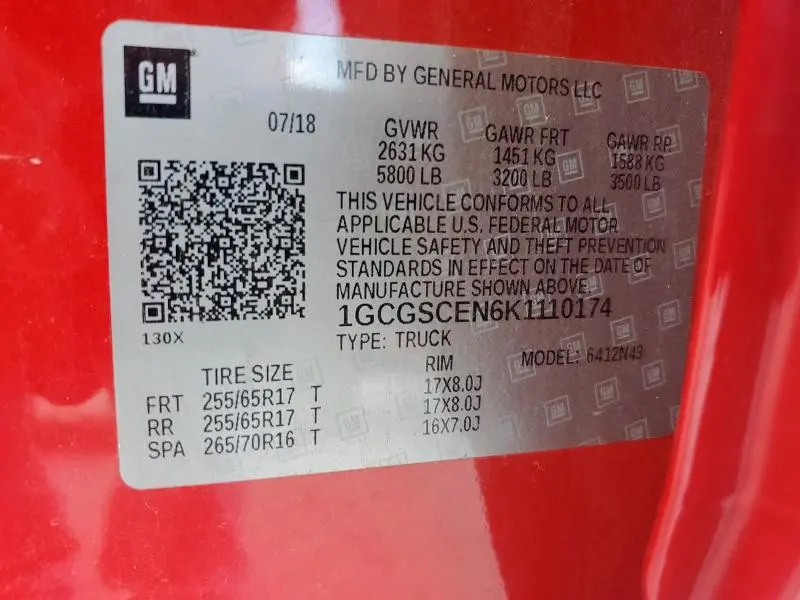 GM
MFD BY GENERAL MOTORS LLC
07/18
GVWR GAWR FRT GAWR RR
2631 KG 1451 KG 1588 KG
5800 LB 3200 LB 3500 LB
THIS VEHICLE CONFORMS TO ALL
APPLICABLE U.S. FEDERAL MOTOR
VEHICLE SAFETY AND THEFT PREVENTION
STANDARDS IN EFFECT ON THE DATE OF
MANUFACTURE SHOWN ABOVE.
1GCGSCEN6K1110174
130X
TYPE: TRUCK MODEL: 6412N43
TIRE SIZE RIM
FRT 255/65R17 T 17X8.0J
RR 255/65R17 T 17X8.0J
SPA 265/70R16 T 16X7.0J